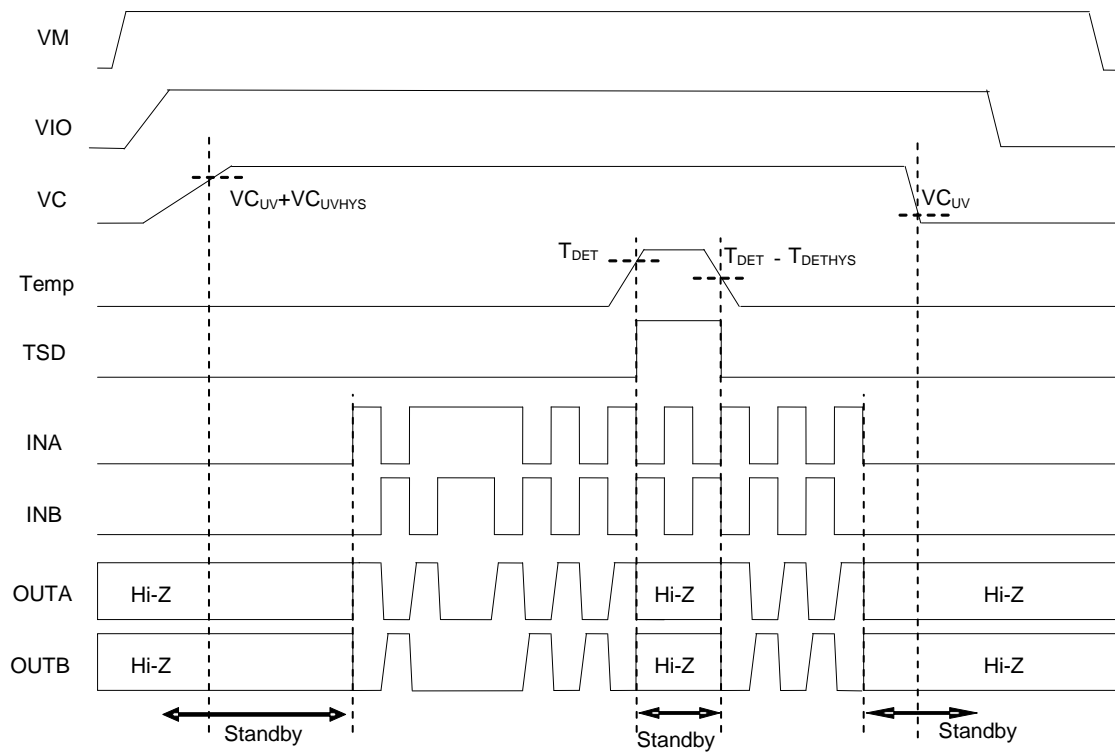 VM
VIO
VC
VCUV+VCUVHYS
VCUV
TDET
TDET - TDETHYS
Temp
TSD
INA
INB
OUTA Hi-Z Hi-Z Hi-Z
OUTB Hi-Z Hi-Z Hi-Z
Standby Standby Standby